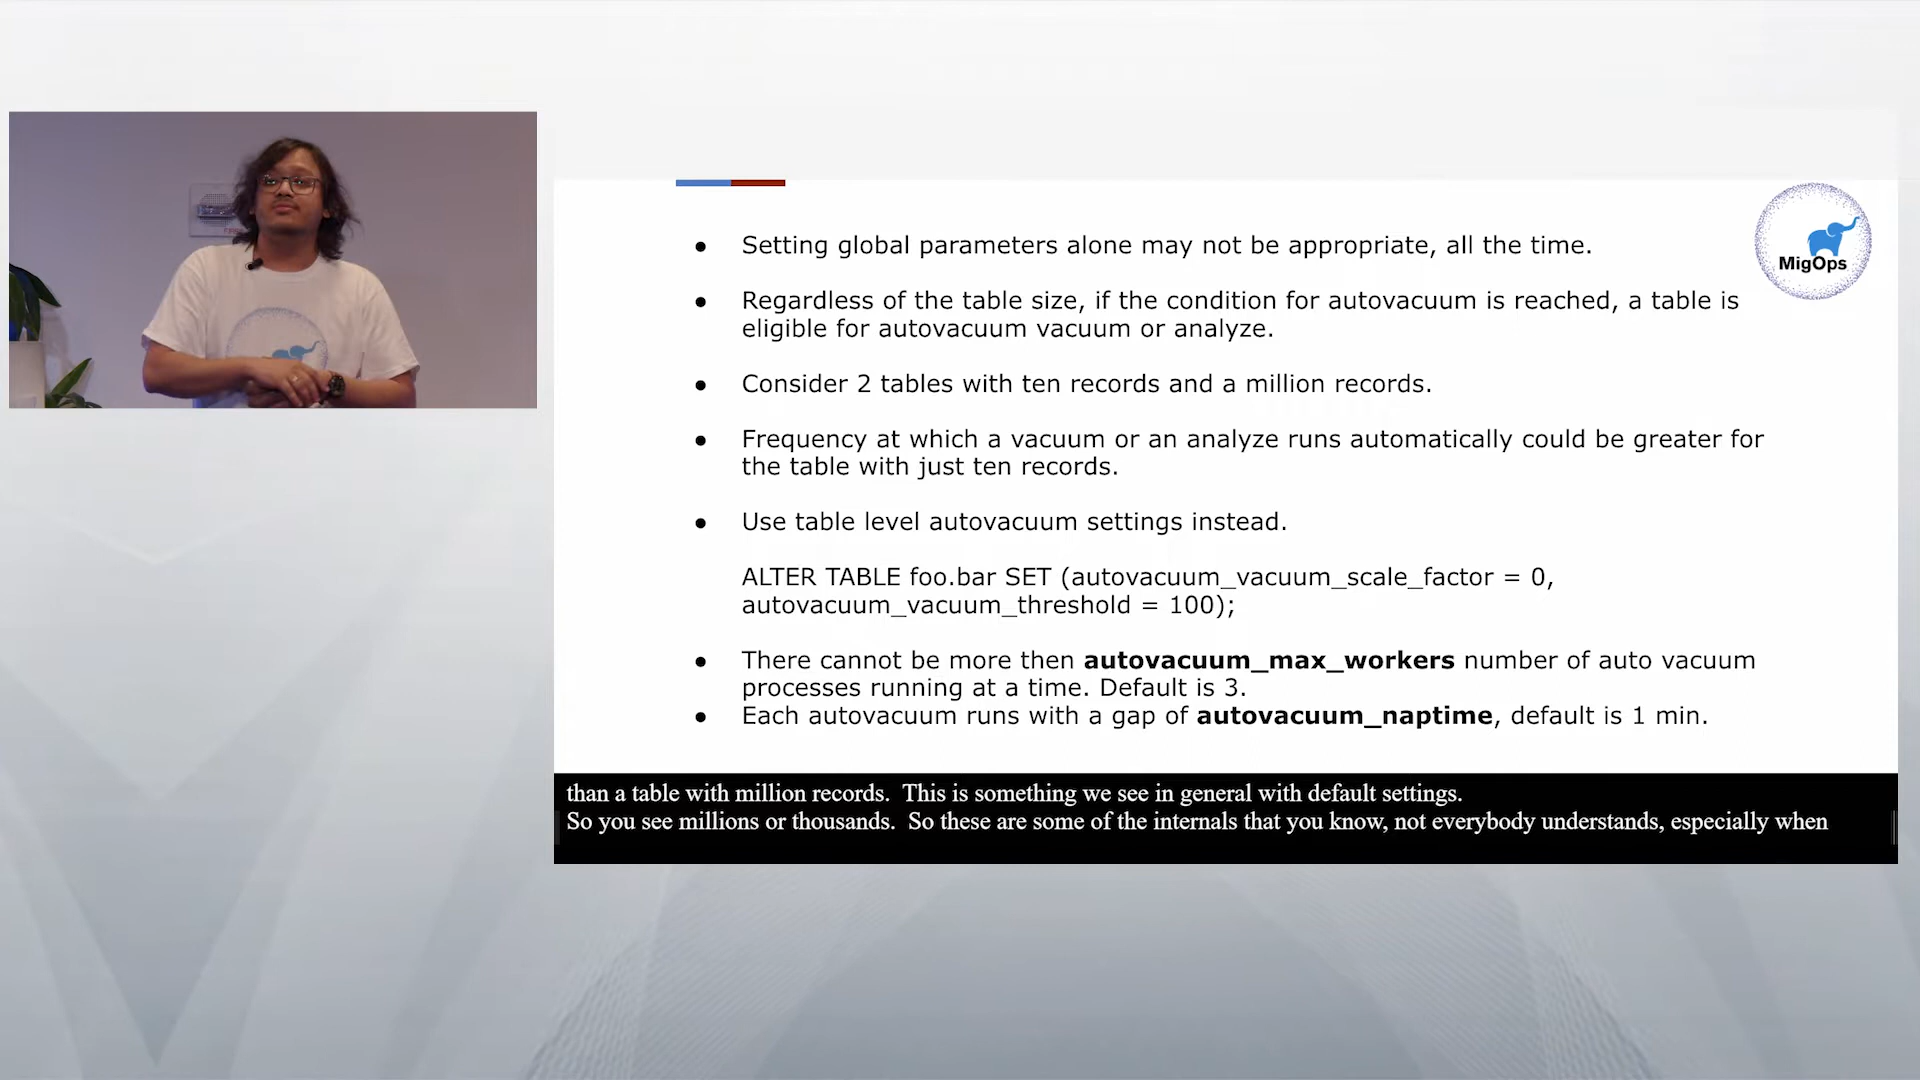 ● Setting global parameters alone may not be appropriate, all the time.
● Regardless of the table size, if the condition for autovacuum is reached, a table is
eligible for autovacuum vacuum or analyze.
● Consider 2 tables with ten records and a million records.
● Frequency at which a vacuum or an analyze runs automatically could be greater for
the table with just ten records.
● Use table level autovacuum settings instead.
ALTER TABLE foo.bar SET (autovacuum_vacuum_scale_factor = 0,
autovacuum_vacuum_threshold = 100);
● There cannot be more then autovacuum_max_workers number of auto vacuum
processes running at a time. Default is 3.
● Each autovacuum runs with a gap of autovacuum_naptime, default is 1 min.
MigOps
than a table with million records.  This is something we see in general with default settings.
So you see millions or thousands.  So these are some of the internals that you know, not everybody understands, especially when